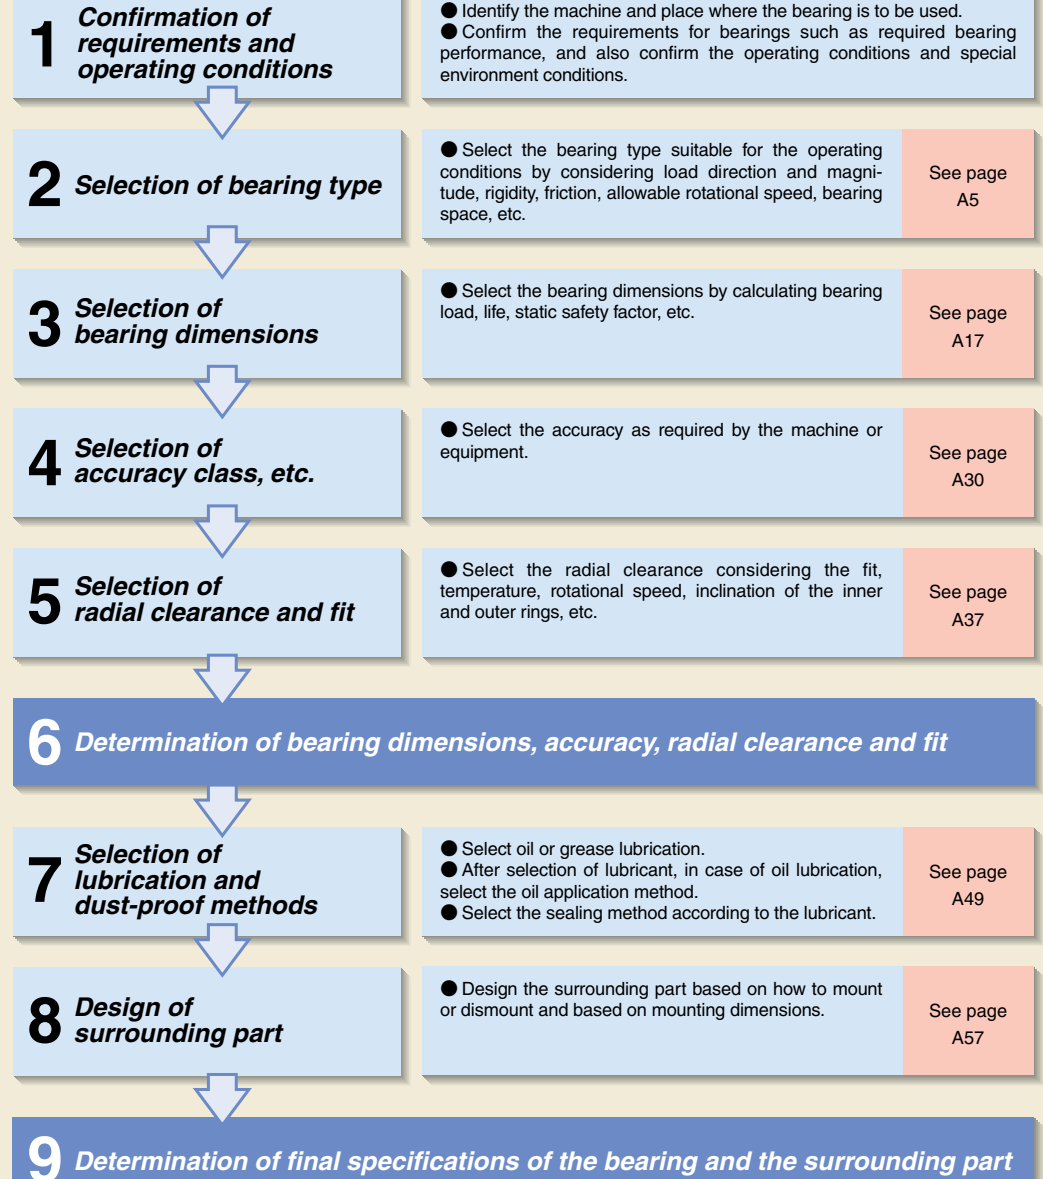 1 Confirmation of
requirements and
operating conditions
● Identify the machine and place where the bearing is to be used.
● Confirm the requirements for bearings such as required bearing
performance, and also confirm the operating conditions and special
environment conditions.
2 Selection of bearing type
● Select the bearing type suitable for the operating
conditions by considering load direction and magni-
tude, rigidity, friction, allowable rotational speed, bearing
space, etc.
See page
A5
3 Selection of
bearing dimensions
● Select the bearing dimensions by calculating bearing
load, life, static safety factor, etc.
See page
A17
4 Selection of
accuracy class, etc.
● Select the accuracy as required by the machine or
equipment.
See page
A30
5 Selection of
radial clearance and fit
● Select the radial clearance considering the fit,
temperature, rotational speed, inclination of the inner
and outer rings, etc.
See page
A37
6 Determination of bearing dimensions, accuracy, radial clearance and fit
7 Selection of
lubrication and
dust-proof methods
● Select oil or grease lubrication.
● After selection of lubricant, in case of oil lubrication,
select the oil application method.
● Select the sealing method according to the lubricant.
See page
A49
8 Design of
surrounding part
● Design the surrounding part based on how to mount
or dismount and based on mounting dimensions.
See page
A57
9 Determination of final specifications of the bearing and the surrounding part